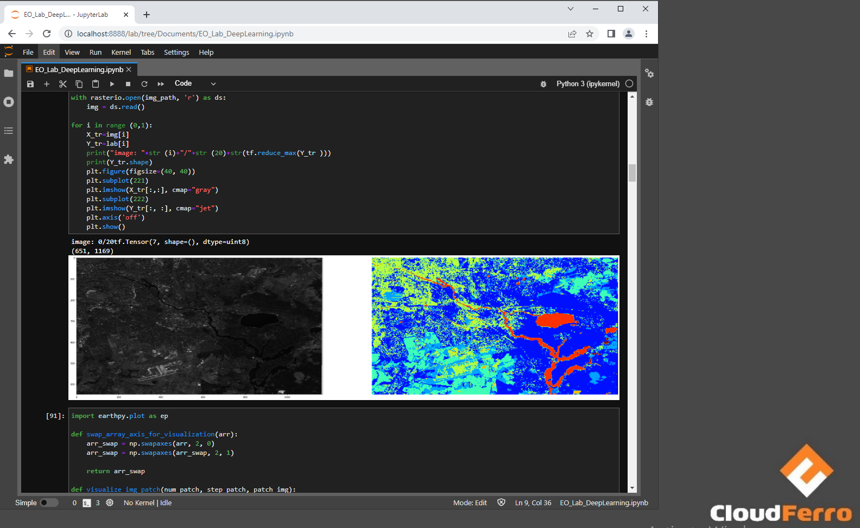 EO_Lab_DeepL... - JupyterLab
localhost:8888/lab/tree/Documents/EO_Lab_DeepLearning.ipynb
File Edit View Run Kernel Tabs Settings Help
EO_Lab_DeepLearning.ipynb
Code
Python 3 (ipykernel)
with rasterio.open(img_path, 'r') as ds:
    img = ds.read()
for i in range (0,1):
    X_tr=img[i]
    Y_tr=lab[i]
    print("image: "+str (i)+"/"+str (20)+str(tf.reduce_max(Y_tr )))
    print(Y_tr.shape)
    plt.figure(figsize=(40, 40))
    plt.subplot(221)
    plt.imshow(X_tr[:,:], cmap="gray")
    plt.subplot(222)
    plt.imshow(Y_tr[:, :], cmap="jet")
    plt.axis('off')
    plt.show()
image: 0/20tf.Tensor(7, shape=(), dtype=uint8)
(651, 1169)
[91]: import earthpy.plot as ep
def swap_array_axis_for_visualization(arr):
    arr_swap = np.swapaxes(arr, 2, 0)
    arr_swap = np.swapaxes(arr_swap, 2, 1)
    return arr_swap
def visualize_img_patch(num_patch, step_patch, patch_img):
Simple 0 3 No Kernel | Idle Mode: Edit Ln 9, Col 36 EO_Lab_DeepLearning.ipynb
CloudFerro